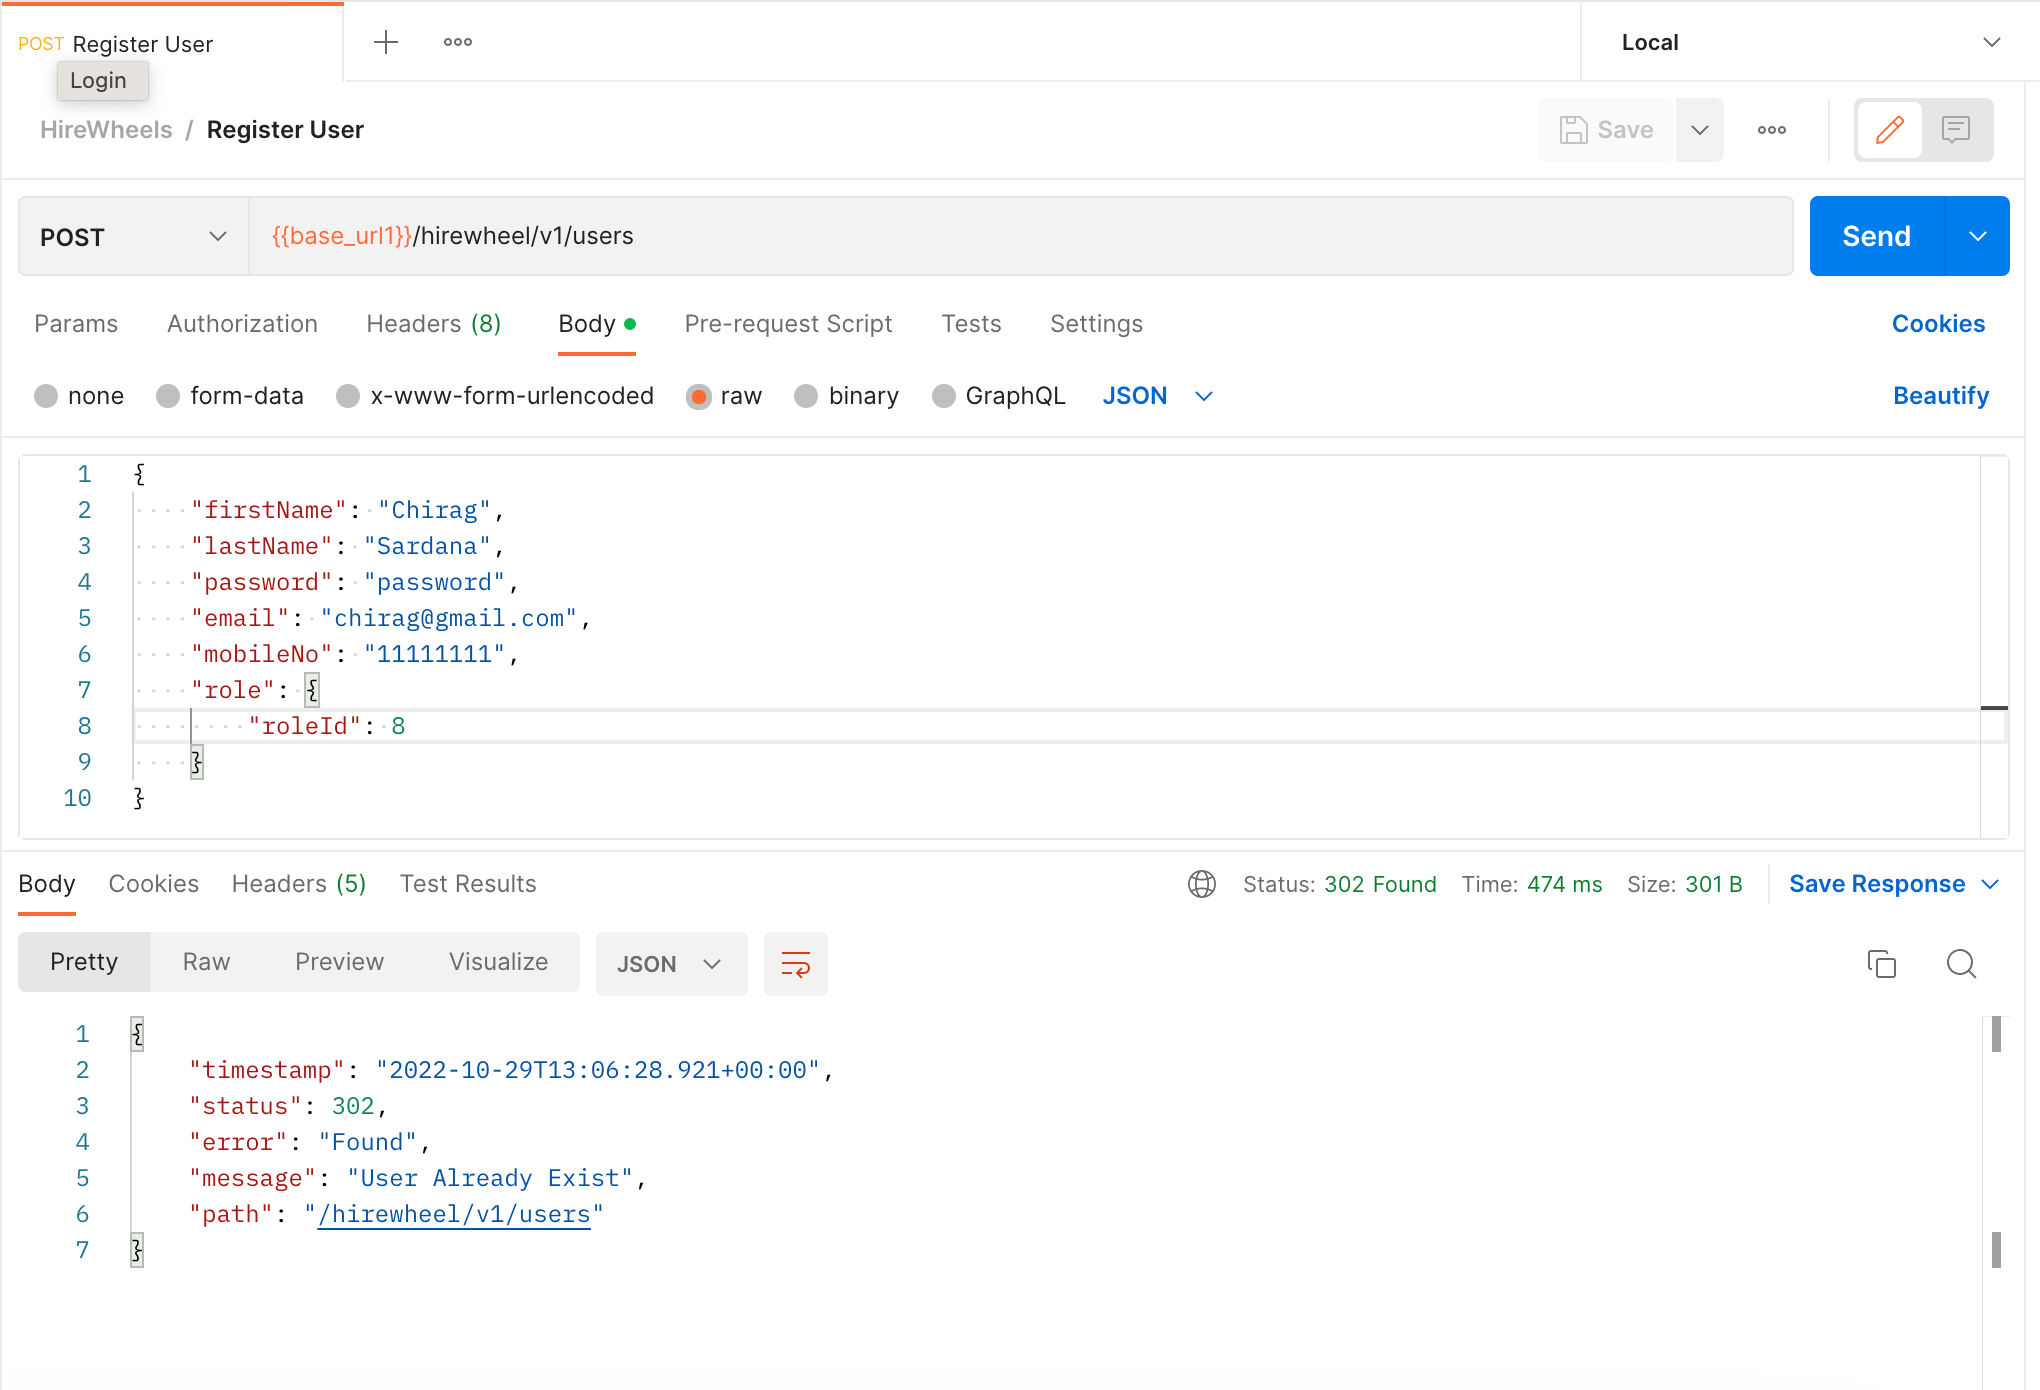 POST Register User
Local
Login
HireWheels / Register User
Save
POST {{base_url1}}/hirewheel/v1/users Send
Params Authorization Headers (8) Body Pre-request Script Tests Settings Cookies
none form-data x-www-form-urlencoded raw binary GraphQL JSON Beautify
1 {
2 "firstName": "Chirag",
3 "lastName": "Sardana",
4 "password": "password",
5 "email": "chirag@gmail.com",
6 "mobileNo": "11111111",
7 "role": {
8 "roleId": 8
9 }
10 }
Body Cookies Headers (5) Test Results Status: 302 Found Time: 474 ms Size: 301 B Save Response
Pretty Raw Preview Visualize JSON
1 {
2 "timestamp": "2022-10-29T13:06:28.921+00:00",
3 "status": 302,
4 "error": "Found",
5 "message": "User Already Exist",
6 "path": "/hirewheel/v1/users"
7 }